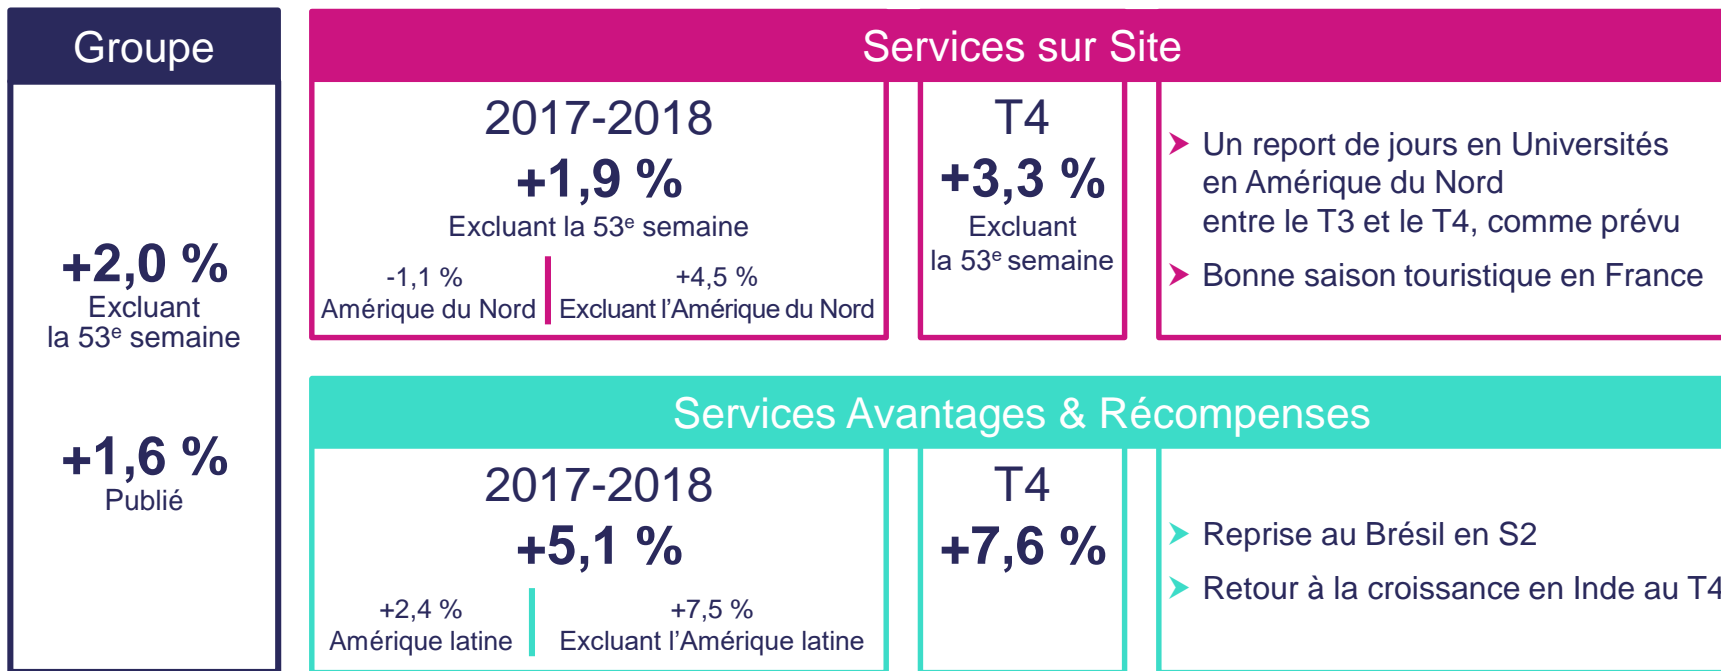 Groupe
+2,0 %
Excluant
la 53e semaine
+1,6 %
Publié
Services sur Site
2017-2018
+1,9 %
Excluant la 53e semaine
-1,1 %
Amérique du Nord
+4,5 %
Excluant l'Amérique du Nord
T4
+3,3 %
Excluant
la 53e semaine
➤ Un report de jours en Universités
en Amérique du Nord
entre le T3 et le T4, comme prévu
➤ Bonne saison touristique en France
Services Avantages & Récompenses
2017-2018
+5,1 %
+2,4 %
Amérique latine
+7,5 %
Excluant l'Amérique latine
T4
+7,6 %
➤ Reprise au Brésil en S2
➤ Retour à la croissance en Inde au T4